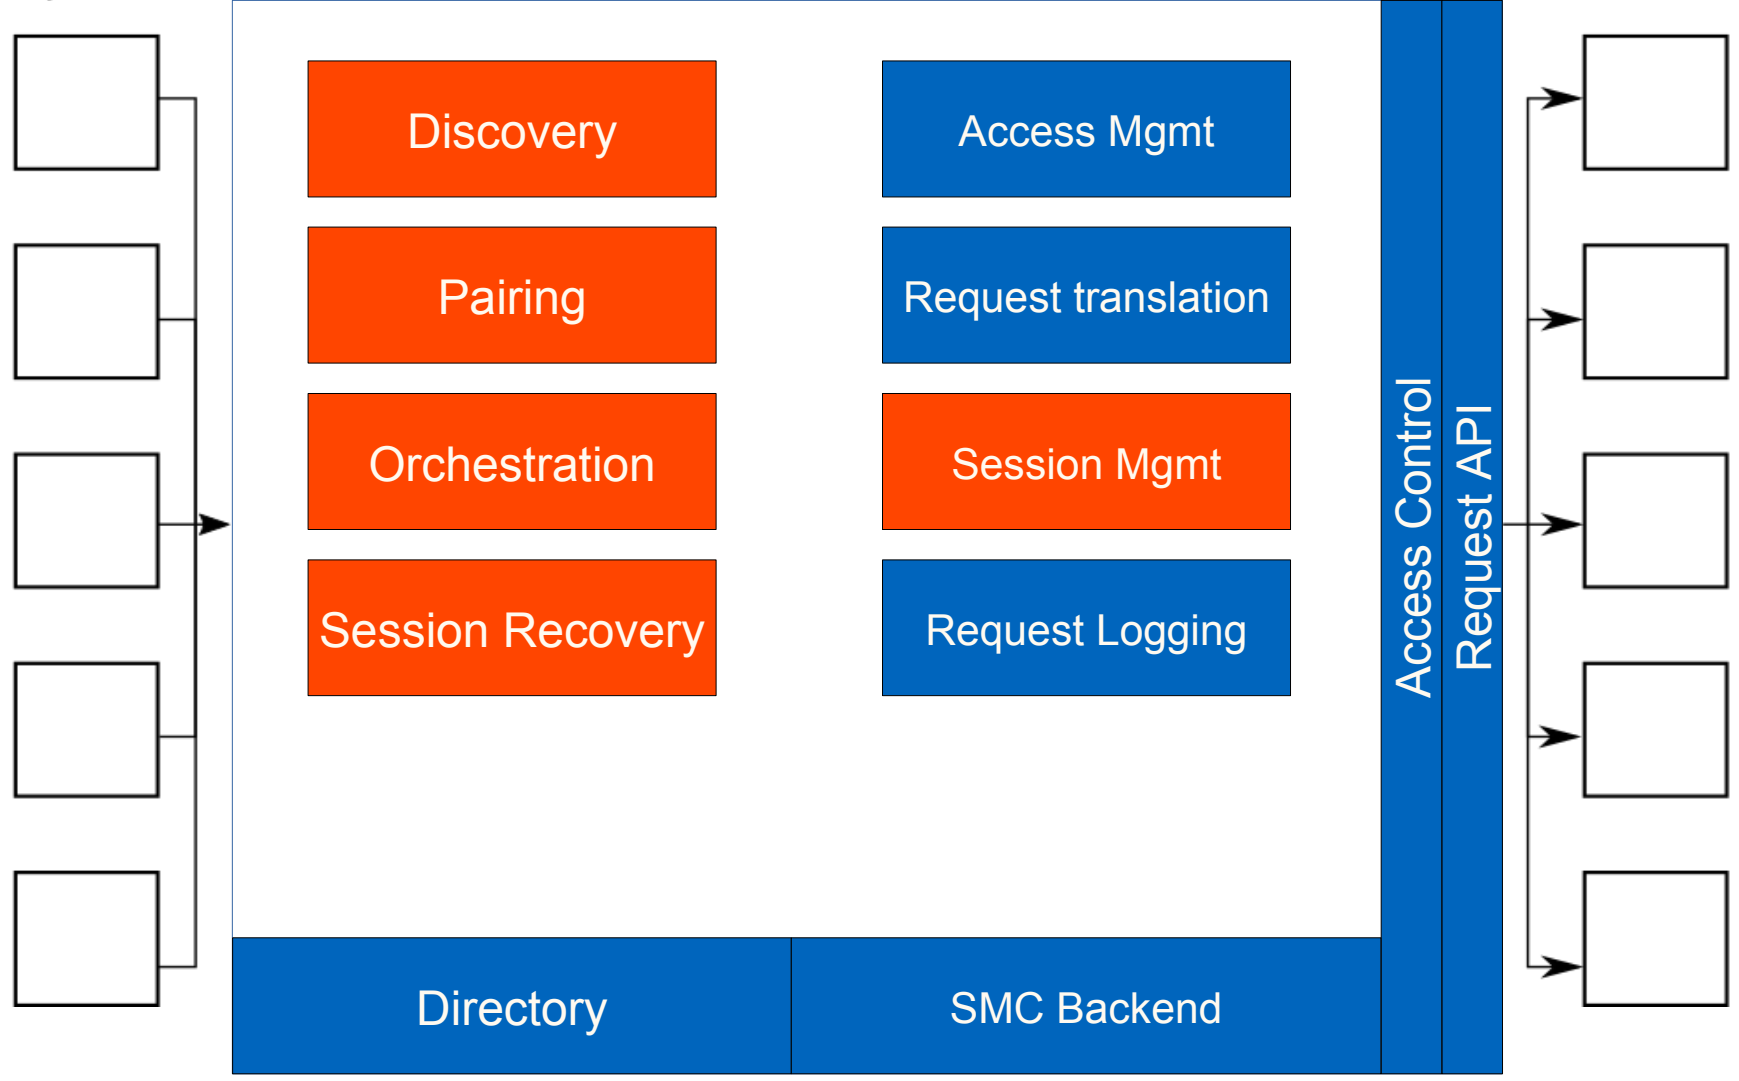 Discovery
Access Mgmt
Pairing
Request translation
Orchestration
Session Mgmt
Session Recovery
Request Logging
Access Control
Request API
Directory
SMC Backend